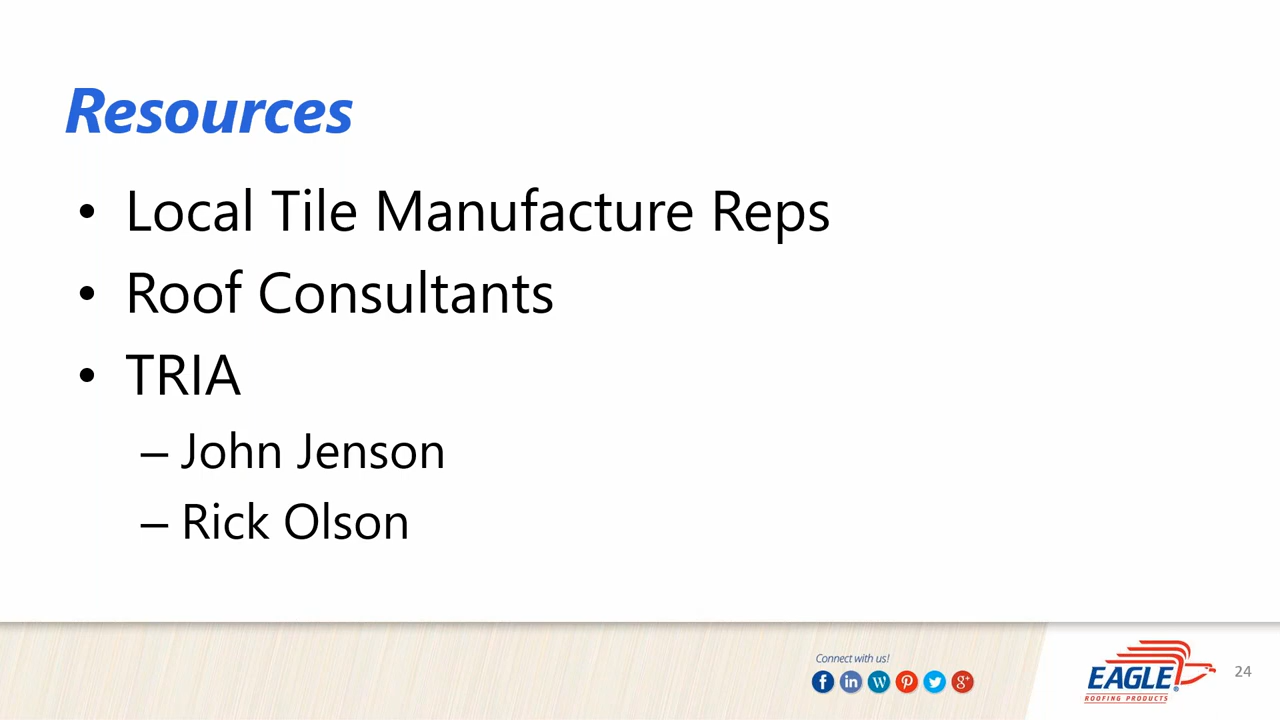 Resources
• Local Tile Manufacture Reps
• Roof Consultants
• TRIA
– John Jenson
– Rick Olson
Connect with us!
f in W P g+
EAGLE®
ROOFING PRODUCTS
24